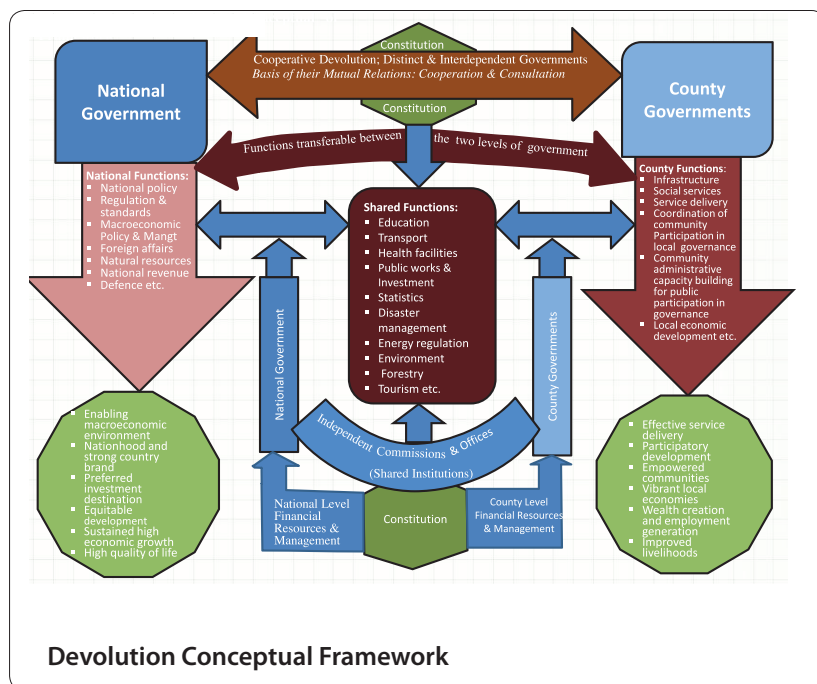 Constitution
Cooperative Devolution; Distinct & Interdependent Governments
Basis of their Mutual Relations: Cooperation & Consultation
Constitution
National
Government
County
Governments
Functions transferable between
the two levels of government
National Functions:
▪ National policy
▪ Regulation &
standards
▪ Macroeconomic
Policy & Mangt
▪ Foreign affairs
▪ Natural resources
▪ National revenue
▪ Defence etc.
Shared Functions:
▪ Education
▪ Transport
▪ Health facilities
▪ Public works &
Investment
▪ Statistics
▪ Disaster
management
▪ Energy regulation
▪ Environment
▪ Forestry
▪ Tourism etc.
County Functions:
▪ Infrastructure
▪ Social services
▪ Service delivery
▪ Coordination of
community
Participation in
local governance
▪ Community
administrative
capacity building
for public
participation in
governance
▪ Local economic
development etc.
National Government
County Governments
Independent Commissions & Offices
(Shared Institutions)
▪ Enabling
macroeconomic
environment
▪ Nationhood and
strong country
brand
▪ Preferred
investment
destination
▪ Equitable
development
▪ Sustained high
economic growth
▪ High quality of life
National Level
Financial
Resources &
Management
Constitution
County Level
Financial Resources
& Management
▪ Effective service
delivery
▪ Participatory
development
▪ Empowered
communities
▪ Vibrant local
economies
▪ Wealth creation
and employment
generation
▪ Improved
livelihoods
Devolution Conceptual Framework